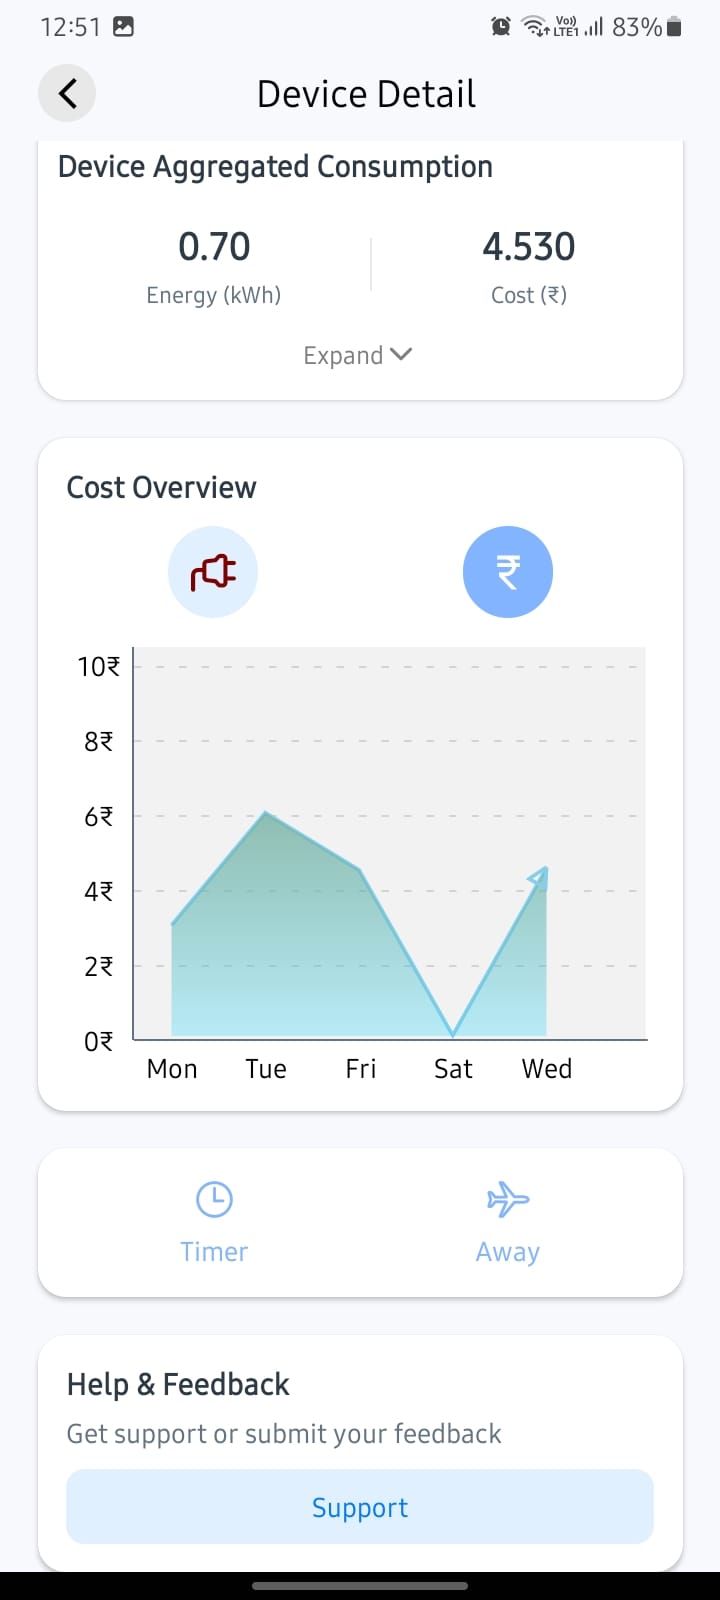 12:51 Vo)) LTE1 83%
Device Detail
Device Aggregated Consumption
0.70 4.530
Energy (kWh) Cost (₹)
Expand
Cost Overview
₹
10₹
8₹
6₹
4₹
2₹
0₹
Mon Tue Fri Sat Wed
Timer Away
Help & Feedback
Get support or submit your feedback
Support